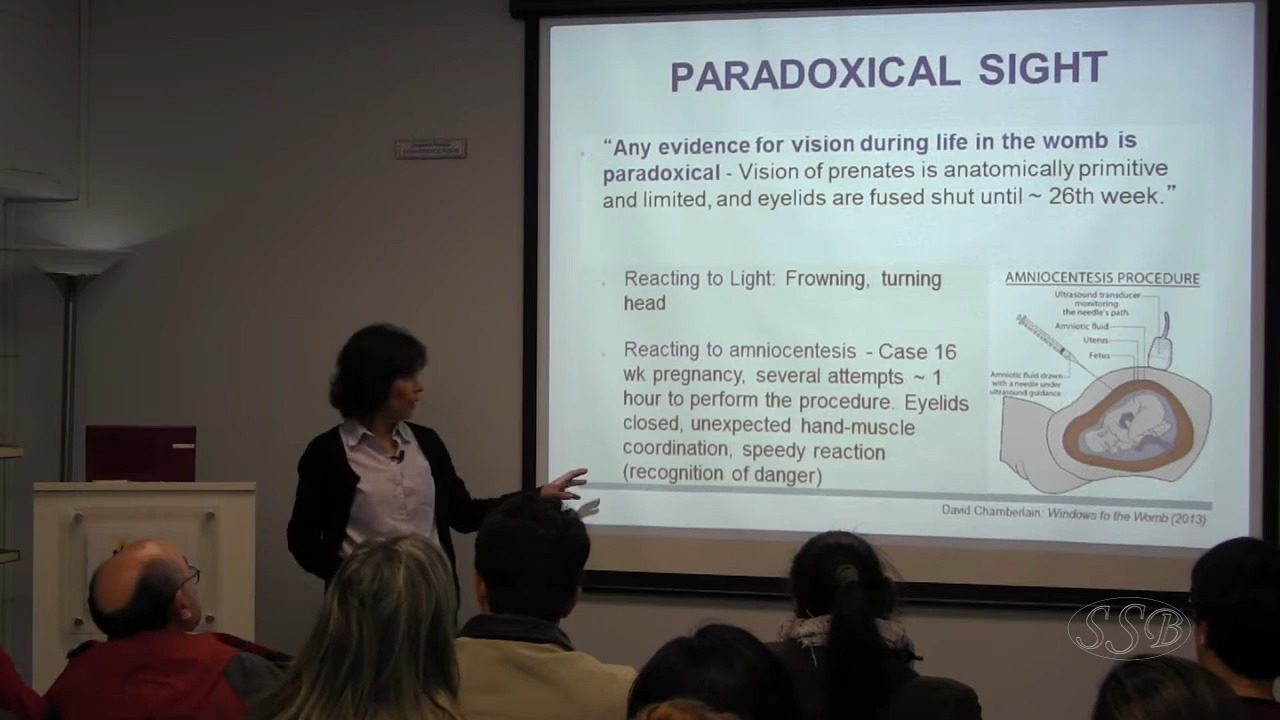 PARADOXICAL SIGHT
“Any evidence for vision during life in the womb is
paradoxical - Vision of prenates is anatomically primitive
and limited, and eyelids are fused shut until ~ 26th week.”
Reacting to Light: Frowning, turning
head
Reacting to amniocentesis - Case 16
wk pregnancy, several attempts ~ 1
hour to perform the procedure. Eyelids
closed, unexpected hand-muscle
coordination, speedy reaction
(recognition of danger)
AMNIOCENTESIS PROCEDURE
Ultrasound transducer
monitoring
the needle's path
Amniotic fluid
Uterus
Fetus
Amniotic fluid drawn
with a needle under
ultrasound guidance
David Chamberlain: Windows to the Womb (2013)
SSB